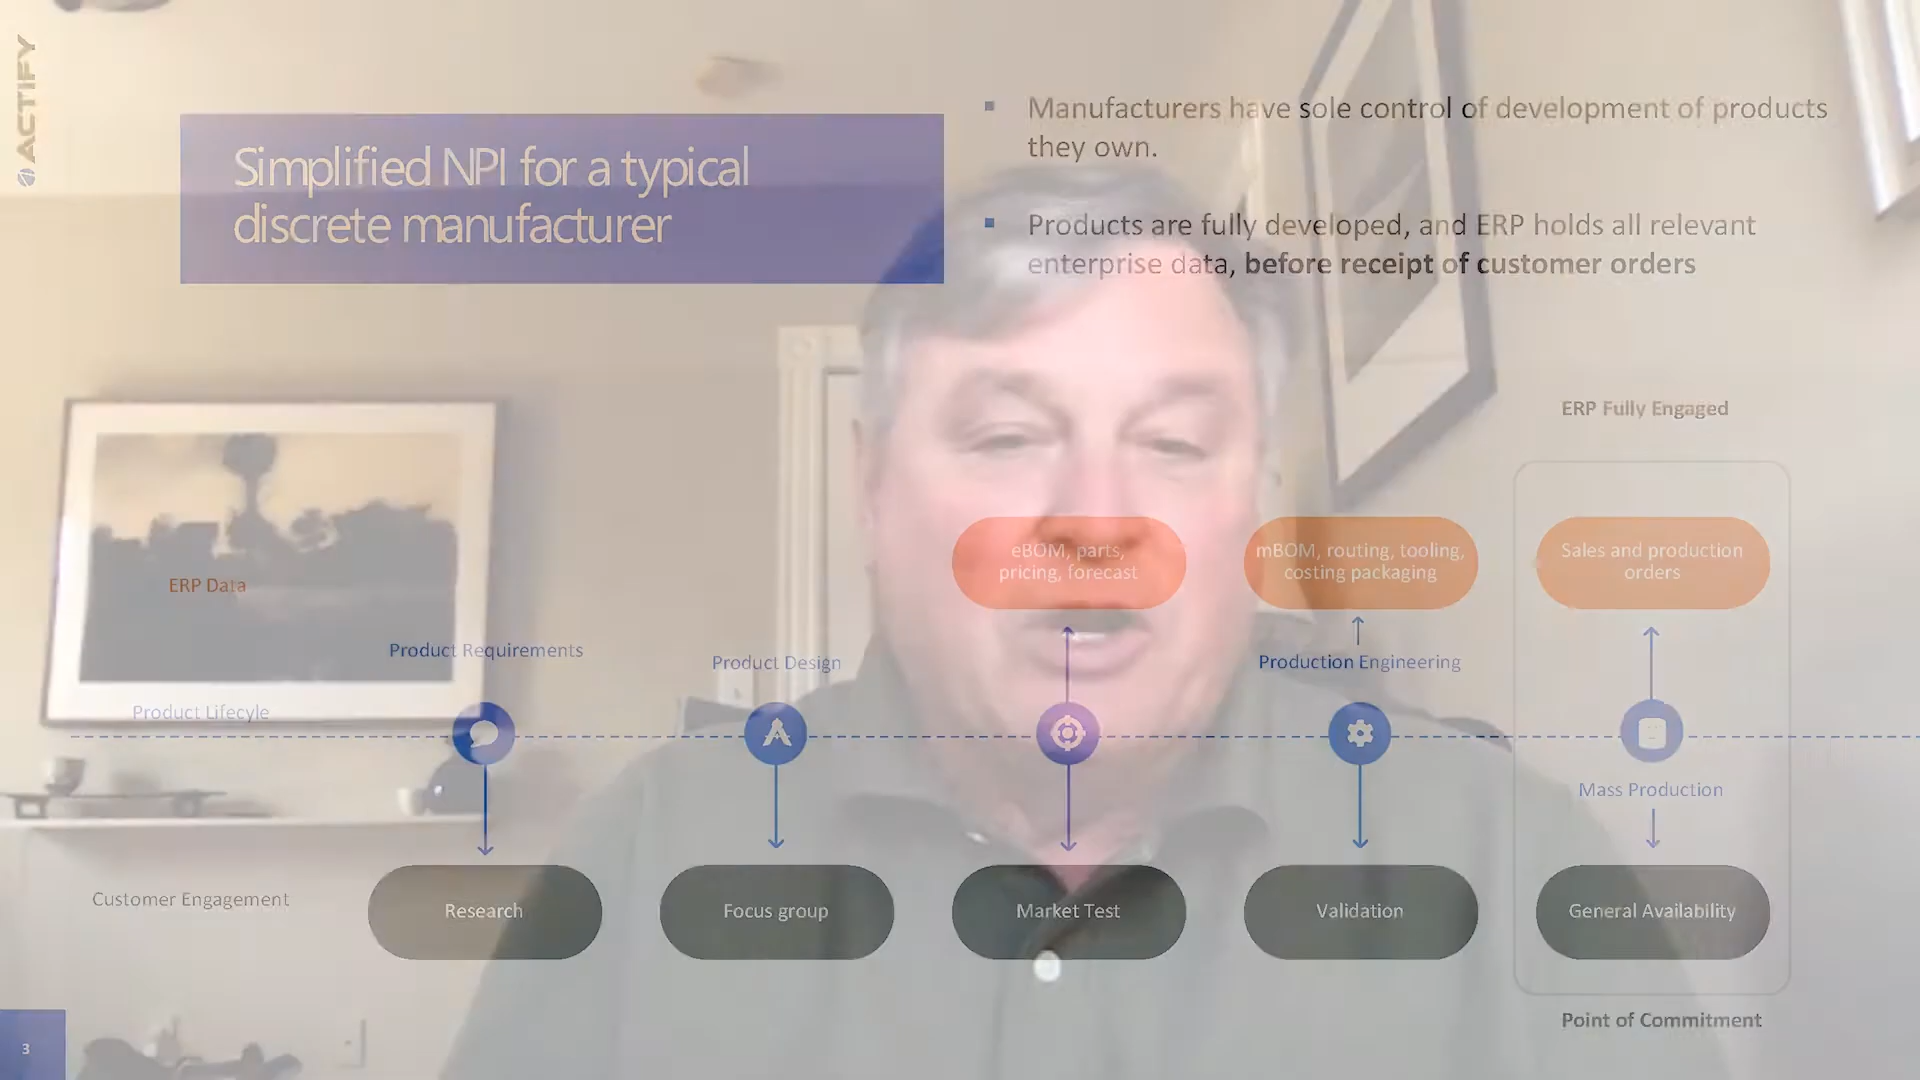 ACTIFY
Simplified NPI for a typical
discrete manufacturer
Manufacturers have sole control of development of products
they own.
Products are fully developed, and ERP holds all relevant
enterprise data, before receipt of customer orders
ERP Fully Engaged
ERP Data
eBOM, parts,
pricing, forecast
mBOM, routing, tooling,
costing packaging
Sales and production
orders
Product Requirements
Product Design
Production Engineering
Product Lifecyle
Mass Production
Customer Engagement
Research
Focus group
Market Test
Validation
General Availability
Point of Commitment
3